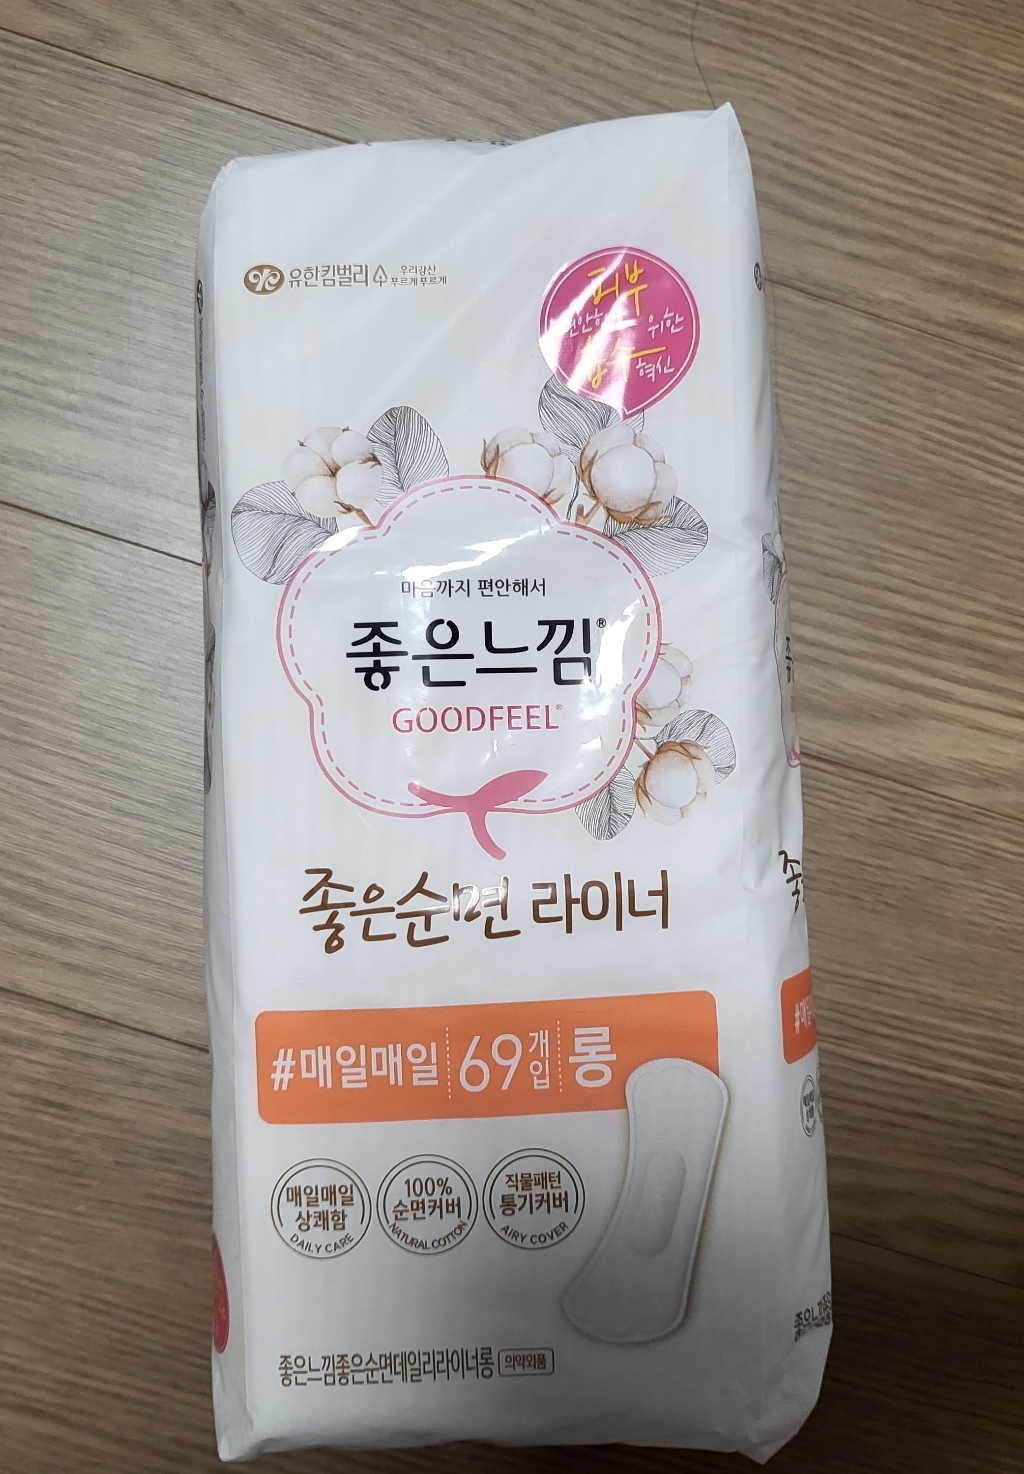 유한킴벌리
우리강산
푸르게 푸르게
피부
위한
흡수 혁신
마음까지 편안해서
좋은느낌®
GOODFEEL®
좋은순면 라이너
#매일매일 69개입 롱
매일매일
상쾌함
DAILY CARE
100%
순면커버
NATURAL COTTON
직물패턴
통기커버
AIRY COVER
좋은느낌좋은순면데일리라이너롱 의약외품